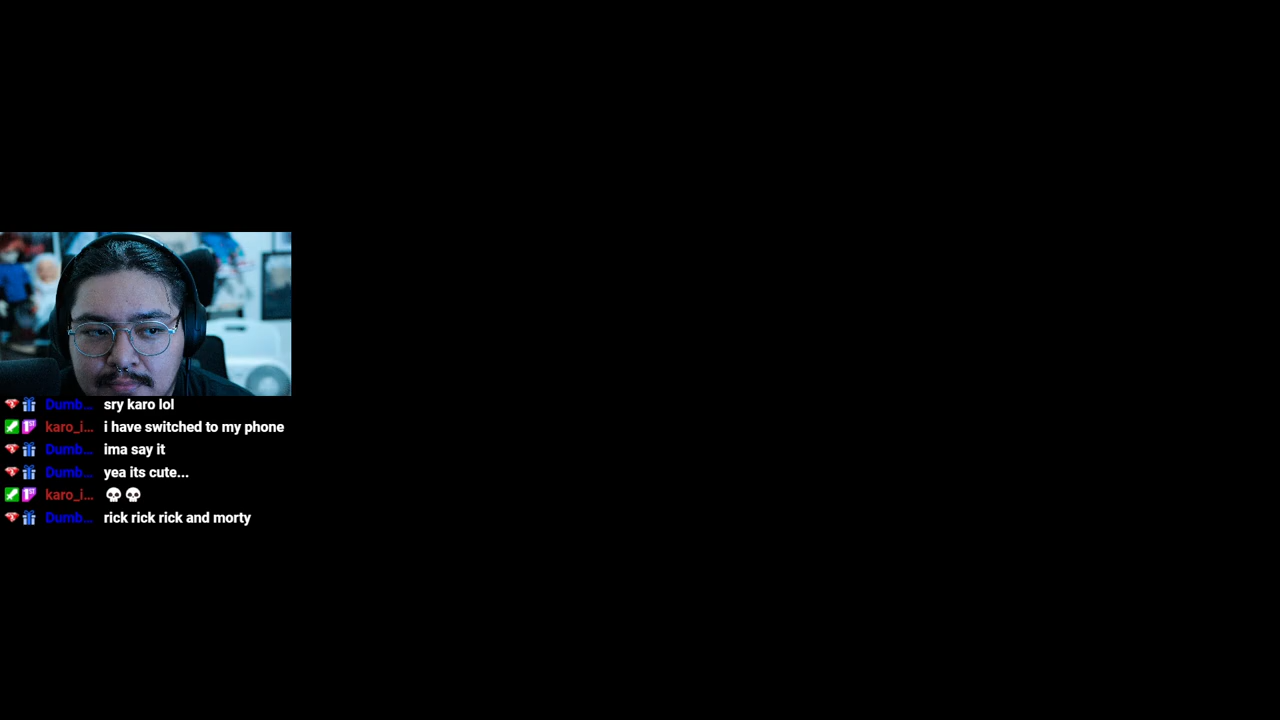 Dumb... sry karo lol
karo_i... i have switched to my phone
Dumb... ima say it
Dumb... yea its cute...
karo_i... 💀💀
Dumb... rick rick rick and morty